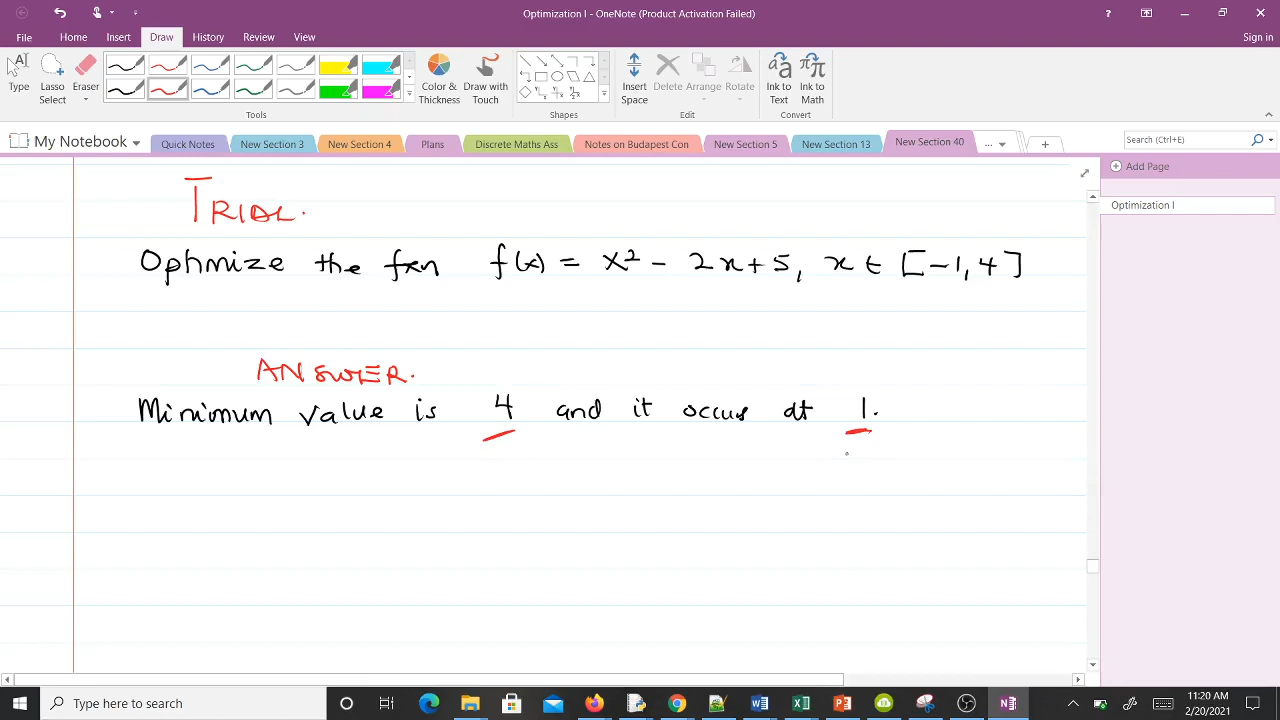 Optimization I - OneNote (Product Activation Failed)
File Home Insert Draw History Review View Sign in
Type Lasso Select Eraser Color & Thickness Draw with Touch Insert Space Delete Arrange Rotate Ink to Text Ink to Math
Tools Shapes Edit Convert
My Notebook Quick Notes New Section 3 New Section 4 Plans Discrete Maths Ass Notes on Budapest Con New Section 5 New Section 13 New Section 40 ... Search (Ctrl+E)
Add Page
Optimization I
TRIAL.
Optimize the fxn f(x) = x² - 2x + 5, x ∈ [-1, 4]
ANSWER.
Minimum value is 4 and it occus at 1.
Type here to search
11:20 AM
2/20/2021